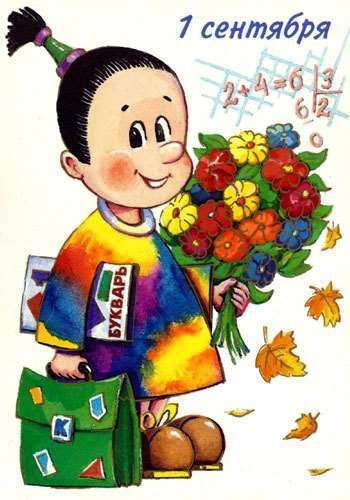 1 сентября
2+4=6 3
6 2
0
БУКВАРЬ
К